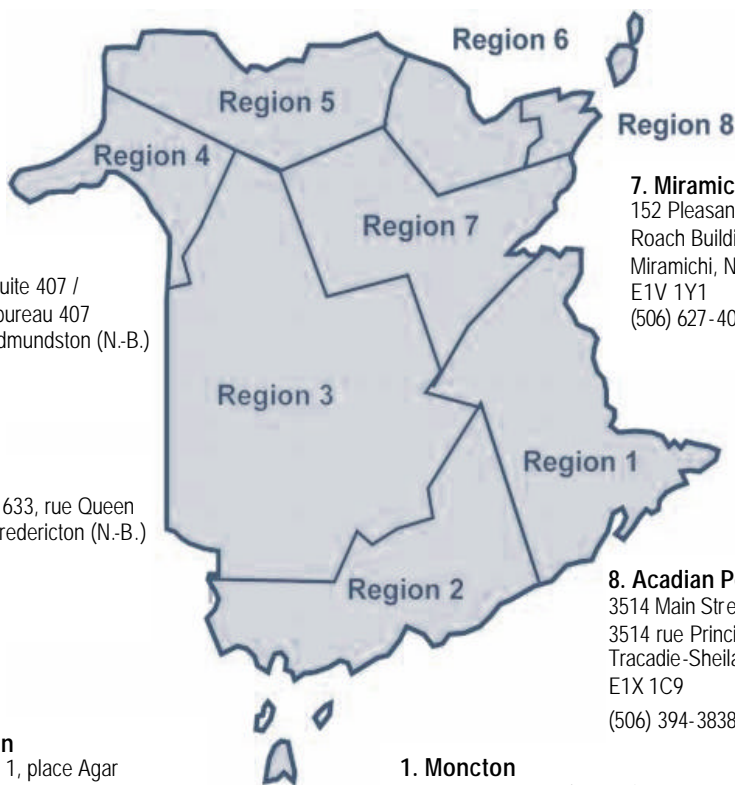 Region 6
Region 5
Region 8
Region 4
7. Miramic
152 Pleasan
Roach Buildi
Miramichi, N
E1V 1Y1
(506) 627-40
Region 7
uite 407 /
bureau 407
dmundston (N.-B.)
Region 3
Region 1
633, rue Queen
redericton (N.-B.)
Region 2
8. Acadian P
3514 Main Stre
3514 rue Princi
Tracadie-Sheila
E1X 1C9
(506) 394-3838
n
1, place Agar
1. Moncton